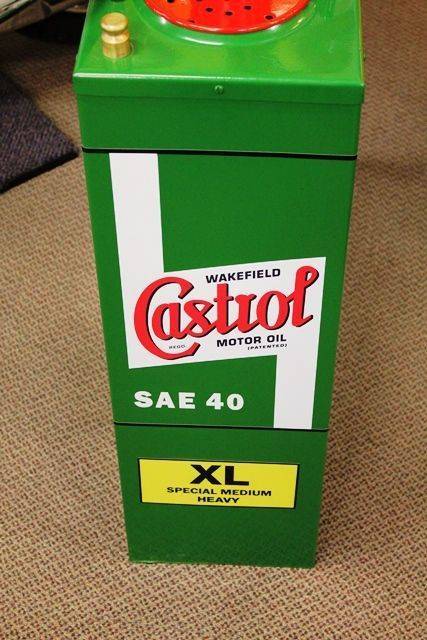 WAKEFIELD
Castrol
REGD.
MOTOR OIL
(PATENTED)
SAE 40
XL
SPECIAL MEDIUM
HEAVY